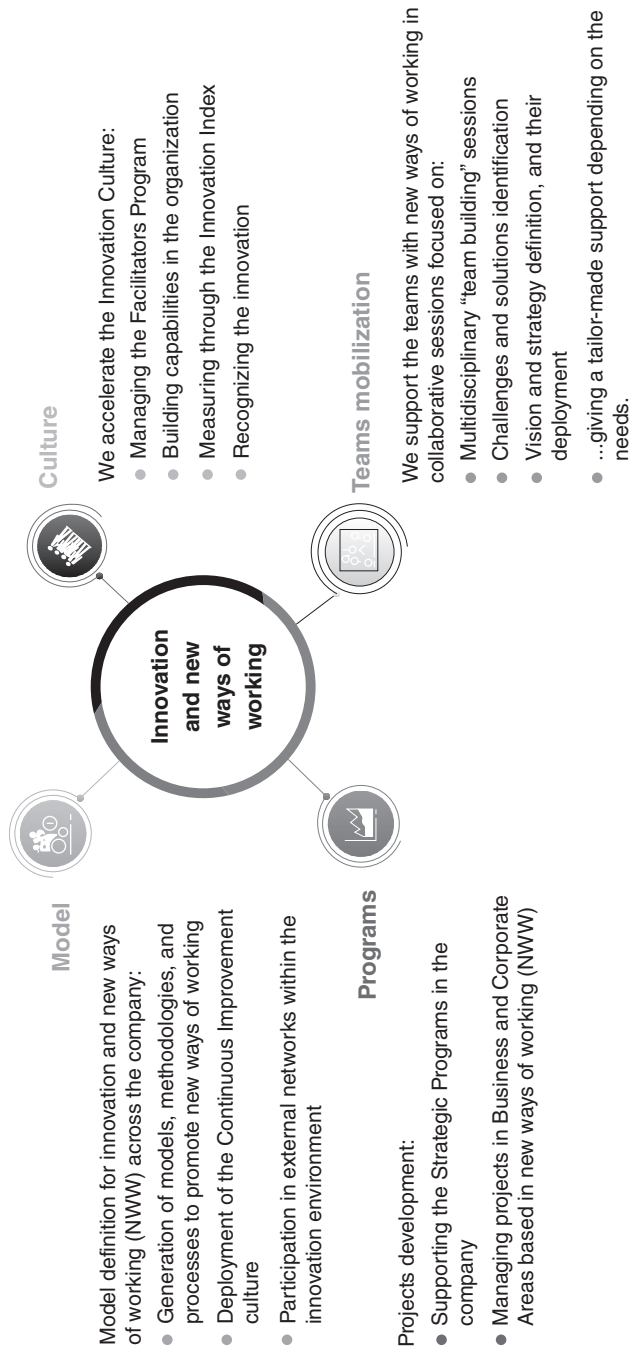 Model
Model definition for innovation and new ways
of working (NWW) across the company:
● Generation of models, methodologies, and
processes to promote new ways of working
● Deployment of the Continuous Improvement
culture
● Participation in external networks within the
innovation environment
Culture
We accelerate the Innovation Culture:
● Managing the Facilitators Program
● Building capabilities in the organization
● Measuring through the Innovation Index
● Recognizing the innovation
Innovation
and new
ways of
working
Programs
Projects development:
● Supporting the Strategic Programs in the
company
● Managing projects in Business and Corporate
Areas based in new ways of working (NWW)
Teams mobilization
We support the teams with new ways of working in
collaborative sessions focused on:
● Multidisciplinary “team building” sessions
● Challenges and solutions identification
● Vision and strategy definition, and their
deployment
● ...giving a tailor-made support depending on the
needs.